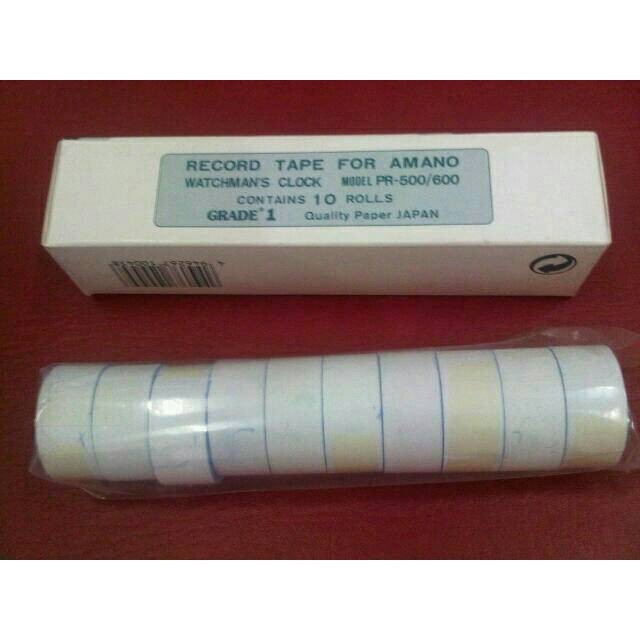 RECORD TAPE FOR AMANO
WATCHMAN'S CLOCK MODEL PR-500/600
CONTAINS 10 ROLLS
GRADE*1 Quality Paper JAPAN